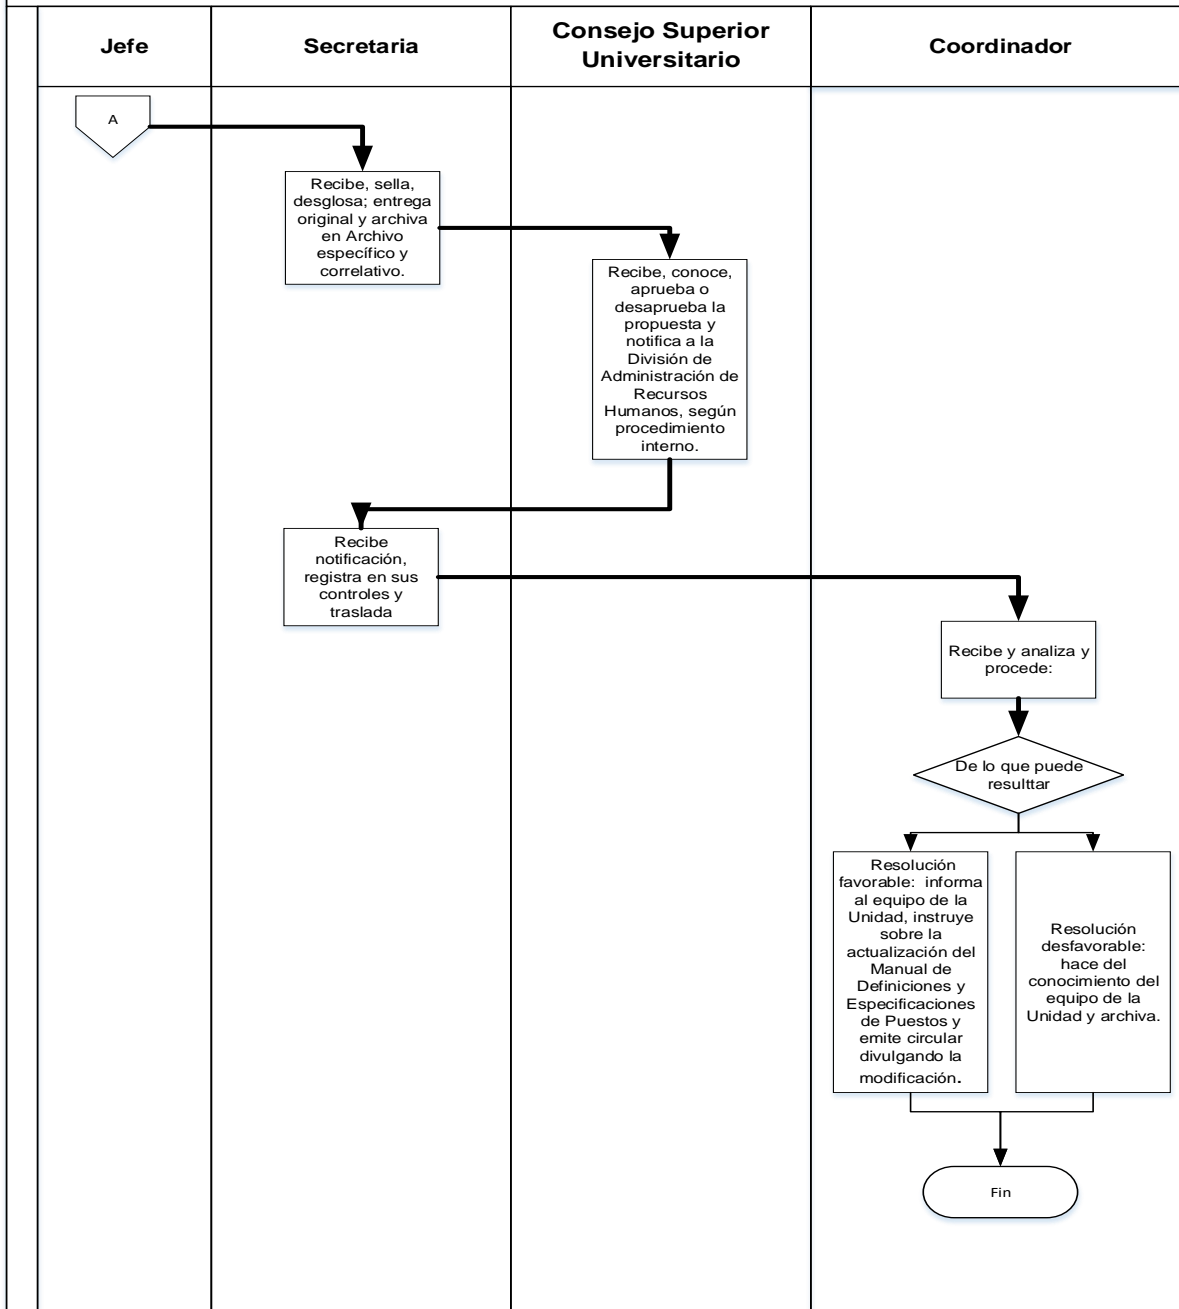 Jefe
Secretaria
Consejo Superior
Universitario
Coordinador
A
Recibe, sella,
desglosa; entrega
original y archiva
en Archivo
específico y
correlativo.
Recibe, conoce,
aprueba o
desaprueba la
propuesta y
notifica a la
División de
Administración de
Recursos
Humanos, según
procedimiento
interno.
Recibe
notificación,
registra en sus
controles y
traslada
Recibe y analiza y
procede:
De lo que puede
resulttar
Resolución
favorable: informa
al equipo de la
Unidad, instruye
sobre la
actualización del
Manual de
Definiciones y
Especificaciones
de Puestos y
emite circular
divulgando la
modificación.
Resolución
desfavorable:
hace del
conocimiento del
equipo de la
Unidad y archiva.
Fin